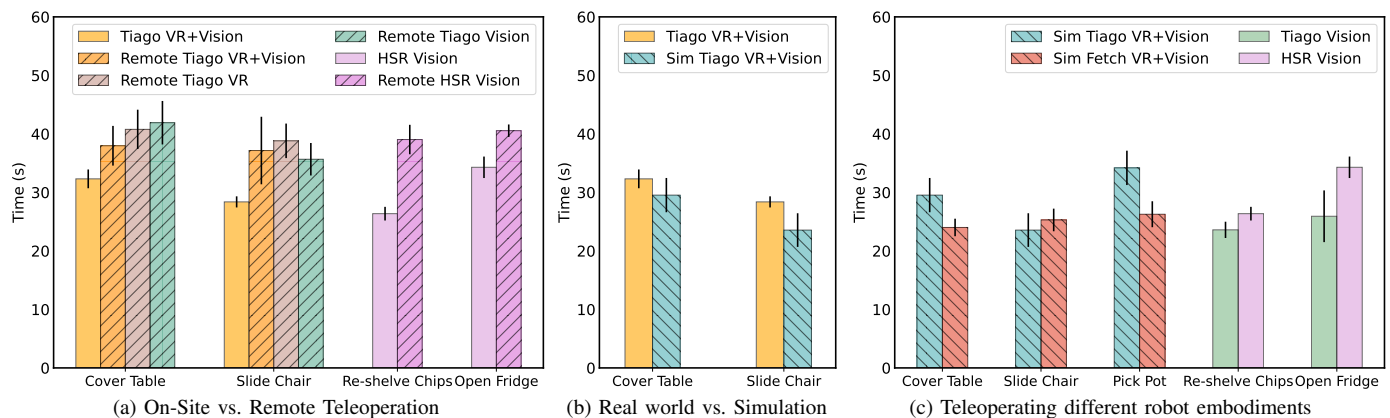 60
50
40
30
20
10
0
Time (s)
Tiago VR+Vision
Remote Tiago VR+Vision
Remote Tiago VR
Remote Tiago Vision
HSR Vision
Remote HSR Vision
Cover Table
Slide Chair
Re-shelve Chips
Open Fridge
(a) On-Site vs. Remote Teleoperation
60
50
40
30
20
10
0
Time (s)
Tiago VR+Vision
Sim Tiago VR+Vision
Cover Table
Slide Chair
(b) Real world vs. Simulation
60
50
40
30
20
10
0
Time (s)
Sim Tiago VR+Vision
Sim Fetch VR+Vision
Tiago Vision
HSR Vision
Cover Table
Slide Chair
Pick Pot
Re-shelve Chips
Open Fridge
(c) Teleoperating different robot embodiments